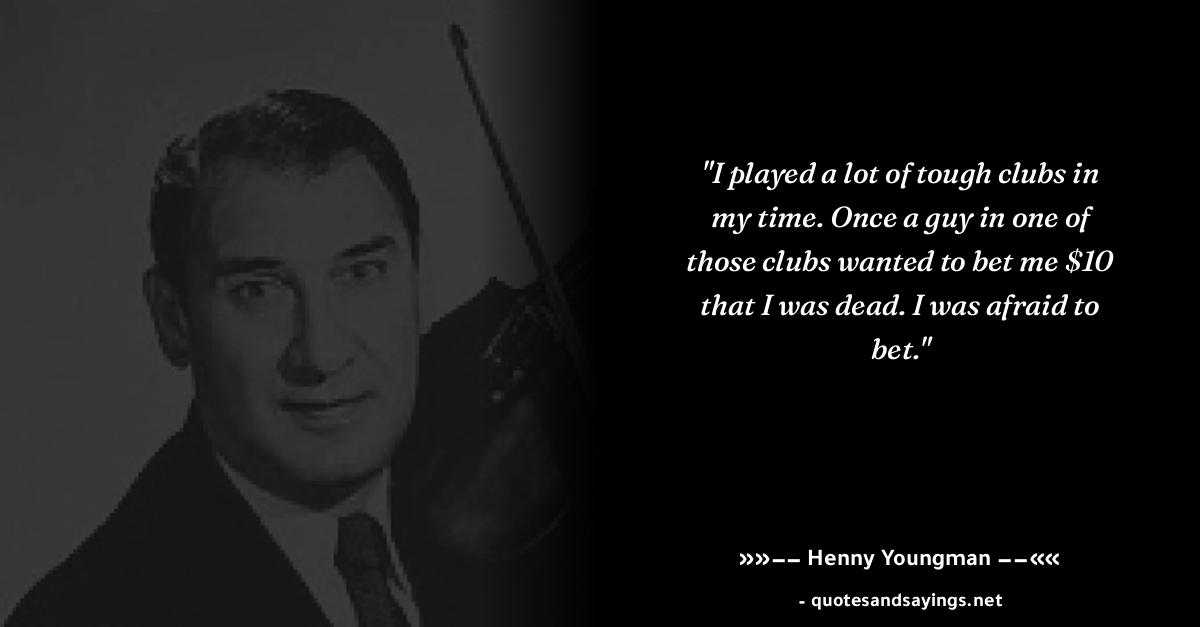 "I played a lot of tough clubs in
my time. Once a guy in one of
those clubs wanted to bet me $10
that I was dead. I was afraid to
bet."
»»−− Henny Youngman −−««
- quotesandsayings.net